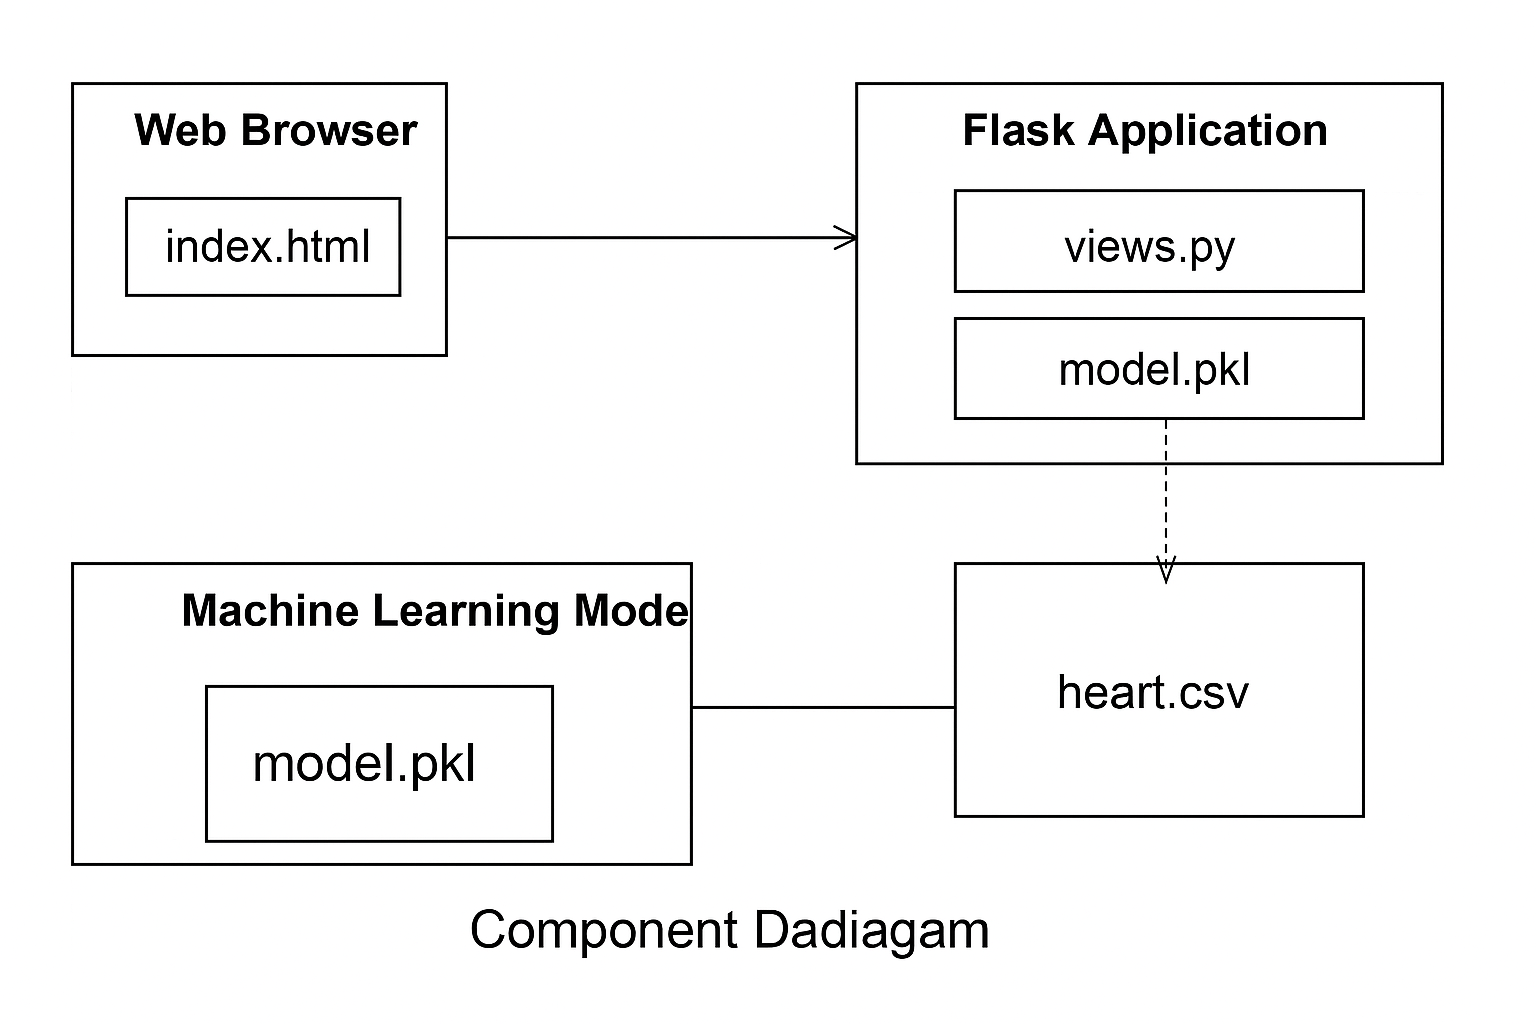 Web Browser
index.html
Flask Application
views.py
model.pkl
Machine Learning Mode
model.pkl
heart.csv
Component Dadiagam